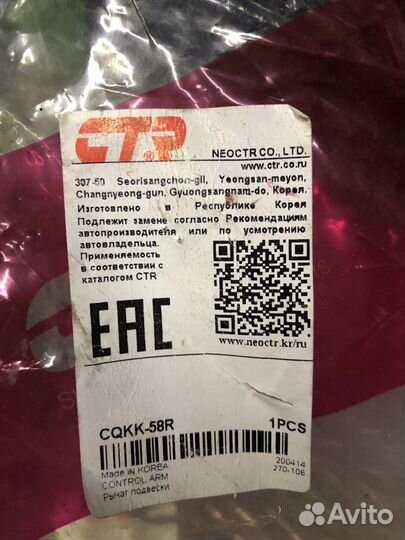 CTR®
NEOCTR CO., LTD.
www.ctr.co.ru
307-50 Seorisangchon-gil, Yeongsan-meyon,
Changnyeong-gun, Gyuongsangnam-do, Корея.
Изготовлено в Республике Корея
Подлежит замене согласно Рекомендациям
автопроизводителя или по усмотрению
автовладельца.
Применяемость
в соответствии с
каталогом CTR
EAC
www.neoctr.kr/ru
CQKK-58R 1PCS
Made in KOREA 200414
CONTROL ARM 270-106
Рычаг подвески
Avito